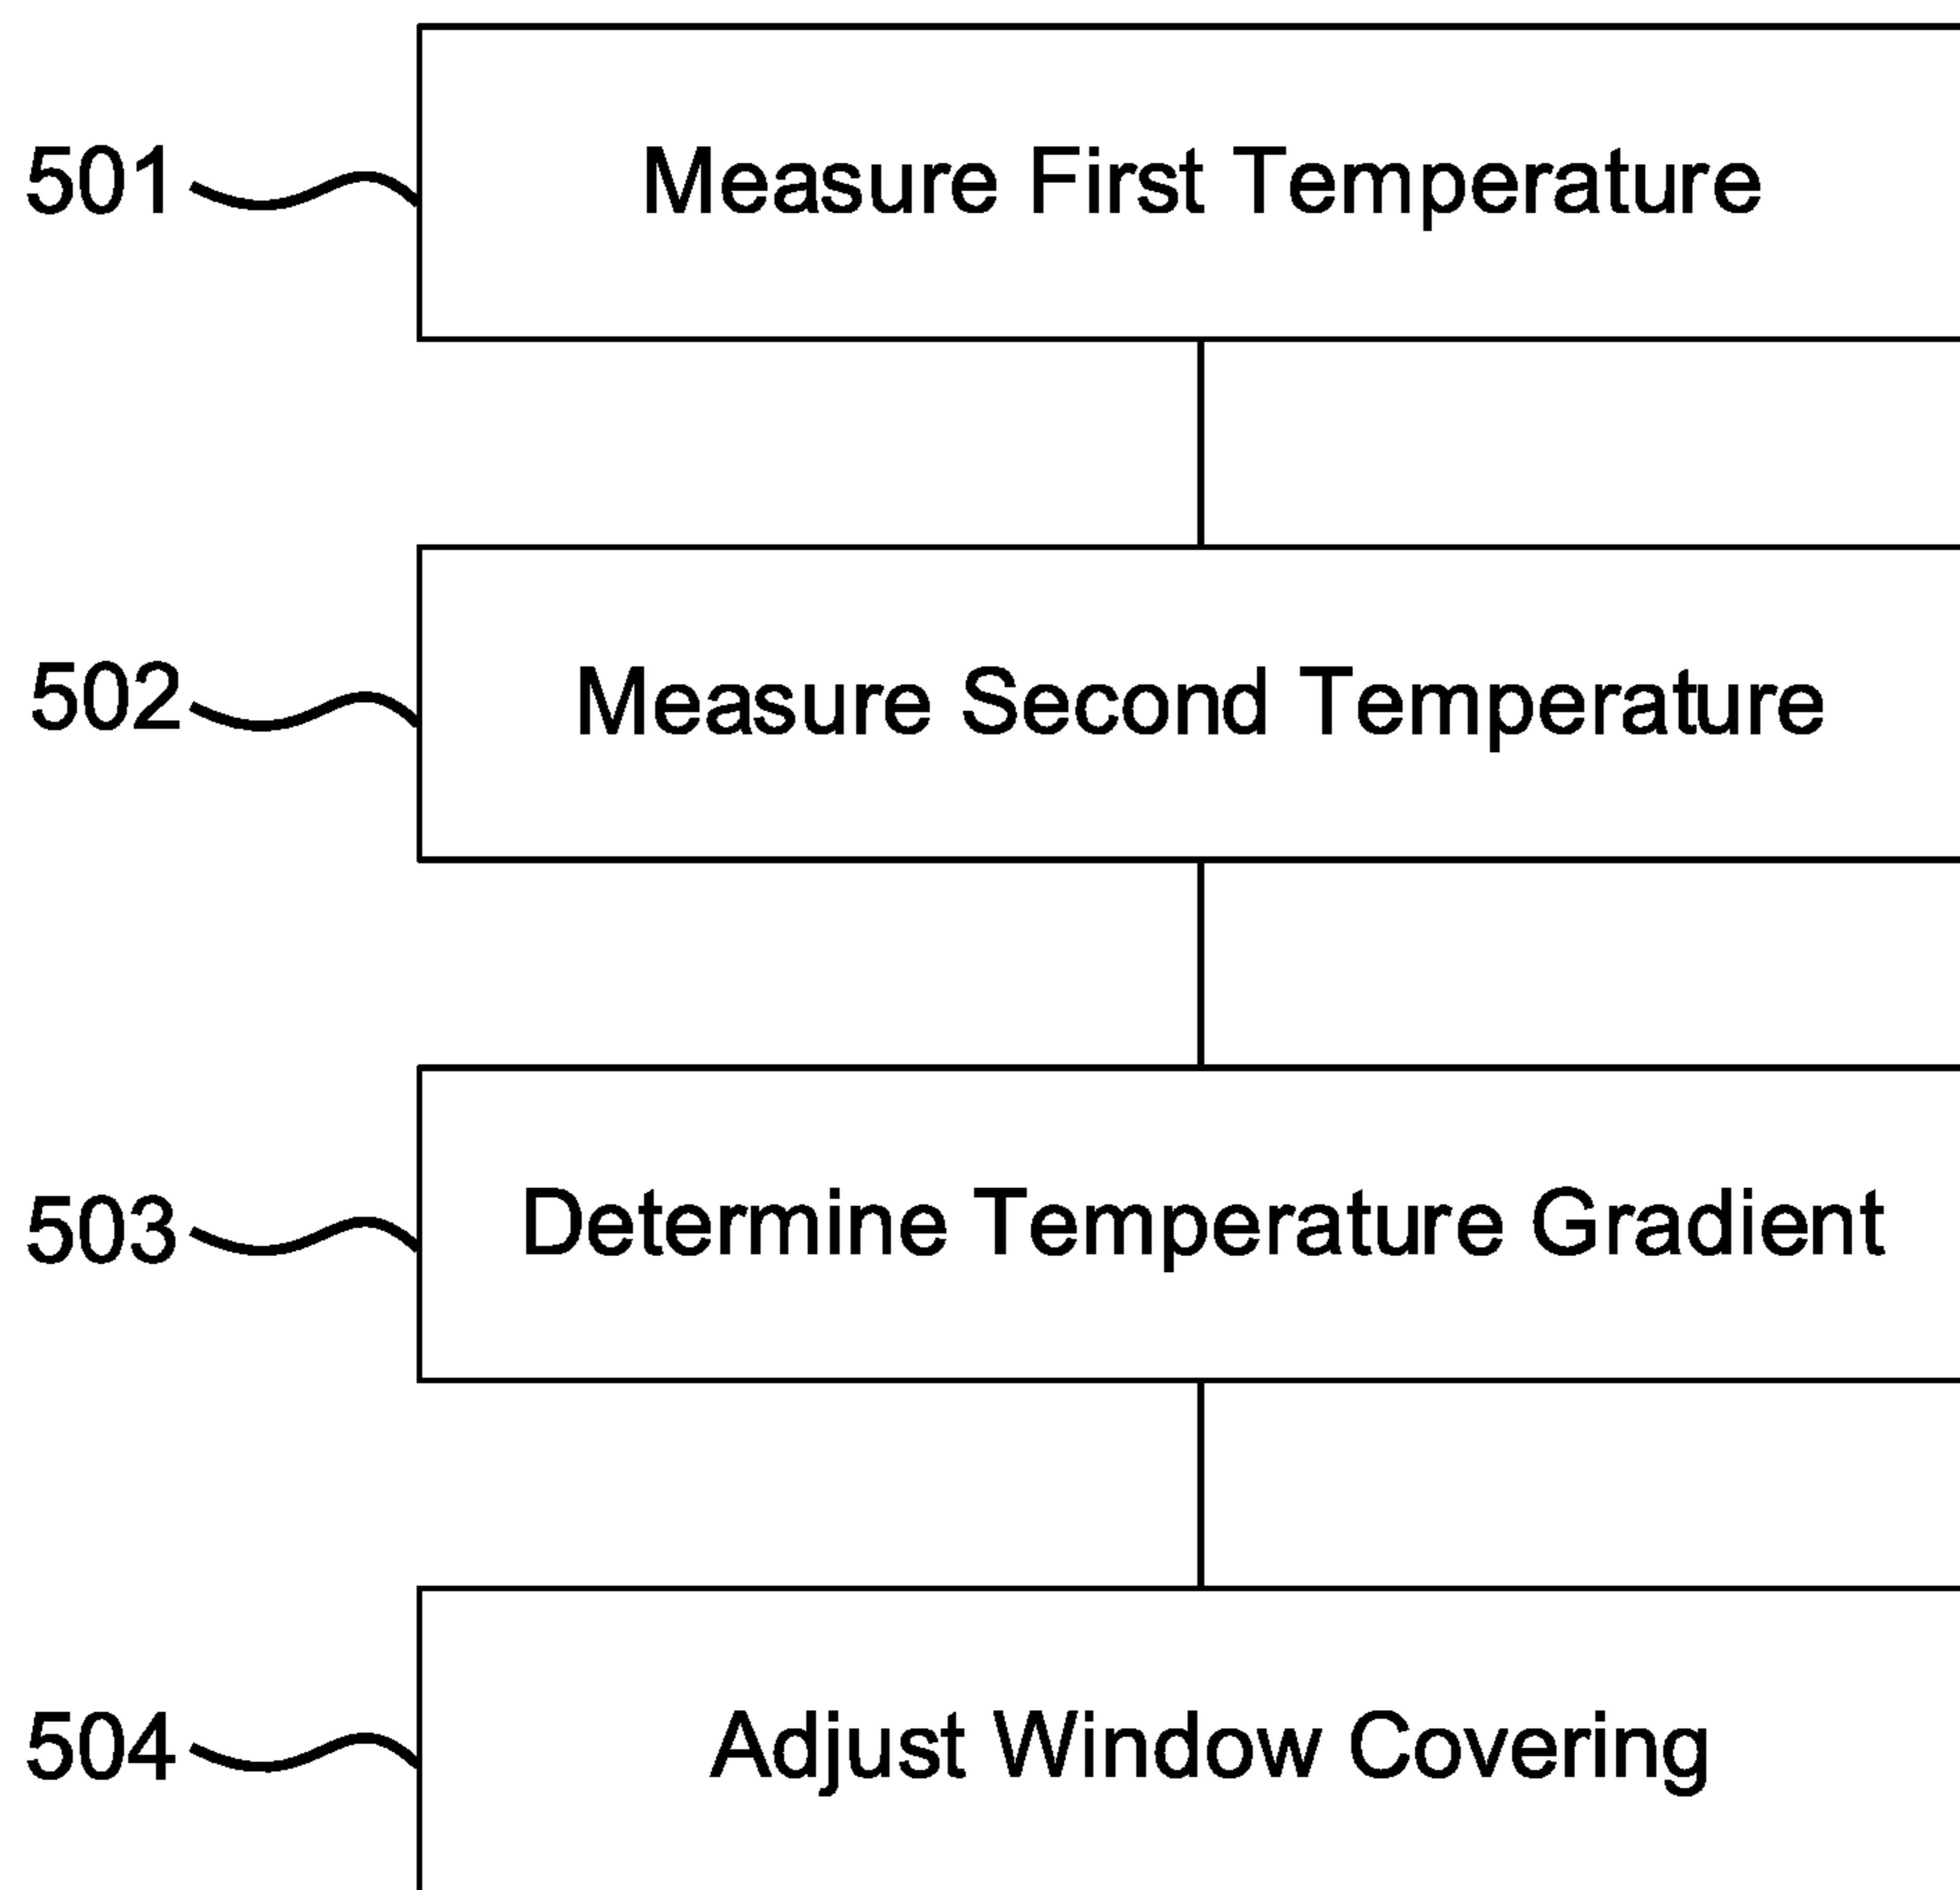 501 Measure First Temperature
502 Measure Second Temperature
503 Determine Temperature Gradient
504 Adjust Window Covering